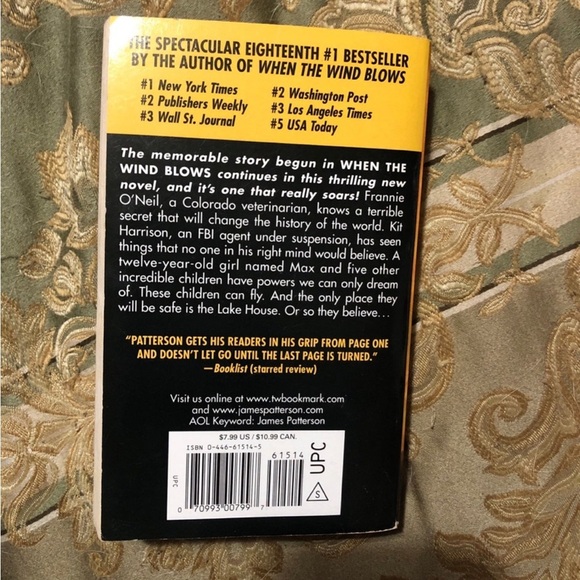 THE SPECTACULAR EIGHTEENTH #1 BESTSELLER
BY THE AUTHOR OF WHEN THE WIND BLOWS
#1 New York Times
#2 Publishers Weekly
#3 Wall St. Journal
#2 Washington Post
#3 Los Angeles Times
#5 USA Today
The memorable story begun in WHEN THE
WIND BLOWS continues in this thrilling new
novel, and it's one that really soars! Frannie
O'Neil, a Colorado veterinarian, knows a terrible
secret that will change the history of the world. Kit
Harrison, an FBI agent under suspension, has seen
things that no one in his right mind would believe. A
twelve-year-old girl named Max and five other
incredible children have powers we can only dream
of. These children can fly. And the only place they
will be safe is the Lake House. Or so they believe...
"PATTERSON GETS HIS READERS IN HIS GRIP FROM PAGE ONE
AND DOESN'T LET GO UNTIL THE LAST PAGE IS TURNED."
—Booklist (starred review)
Visit us online at www.twbookmark.com
and www.jamespatterson.com
AOL Keyword: James Patterson
$7.99 US / $10.99 CAN.
ISBN 0-446-61514-5
61514
UPC
0 70993 00799 7
UPC
S